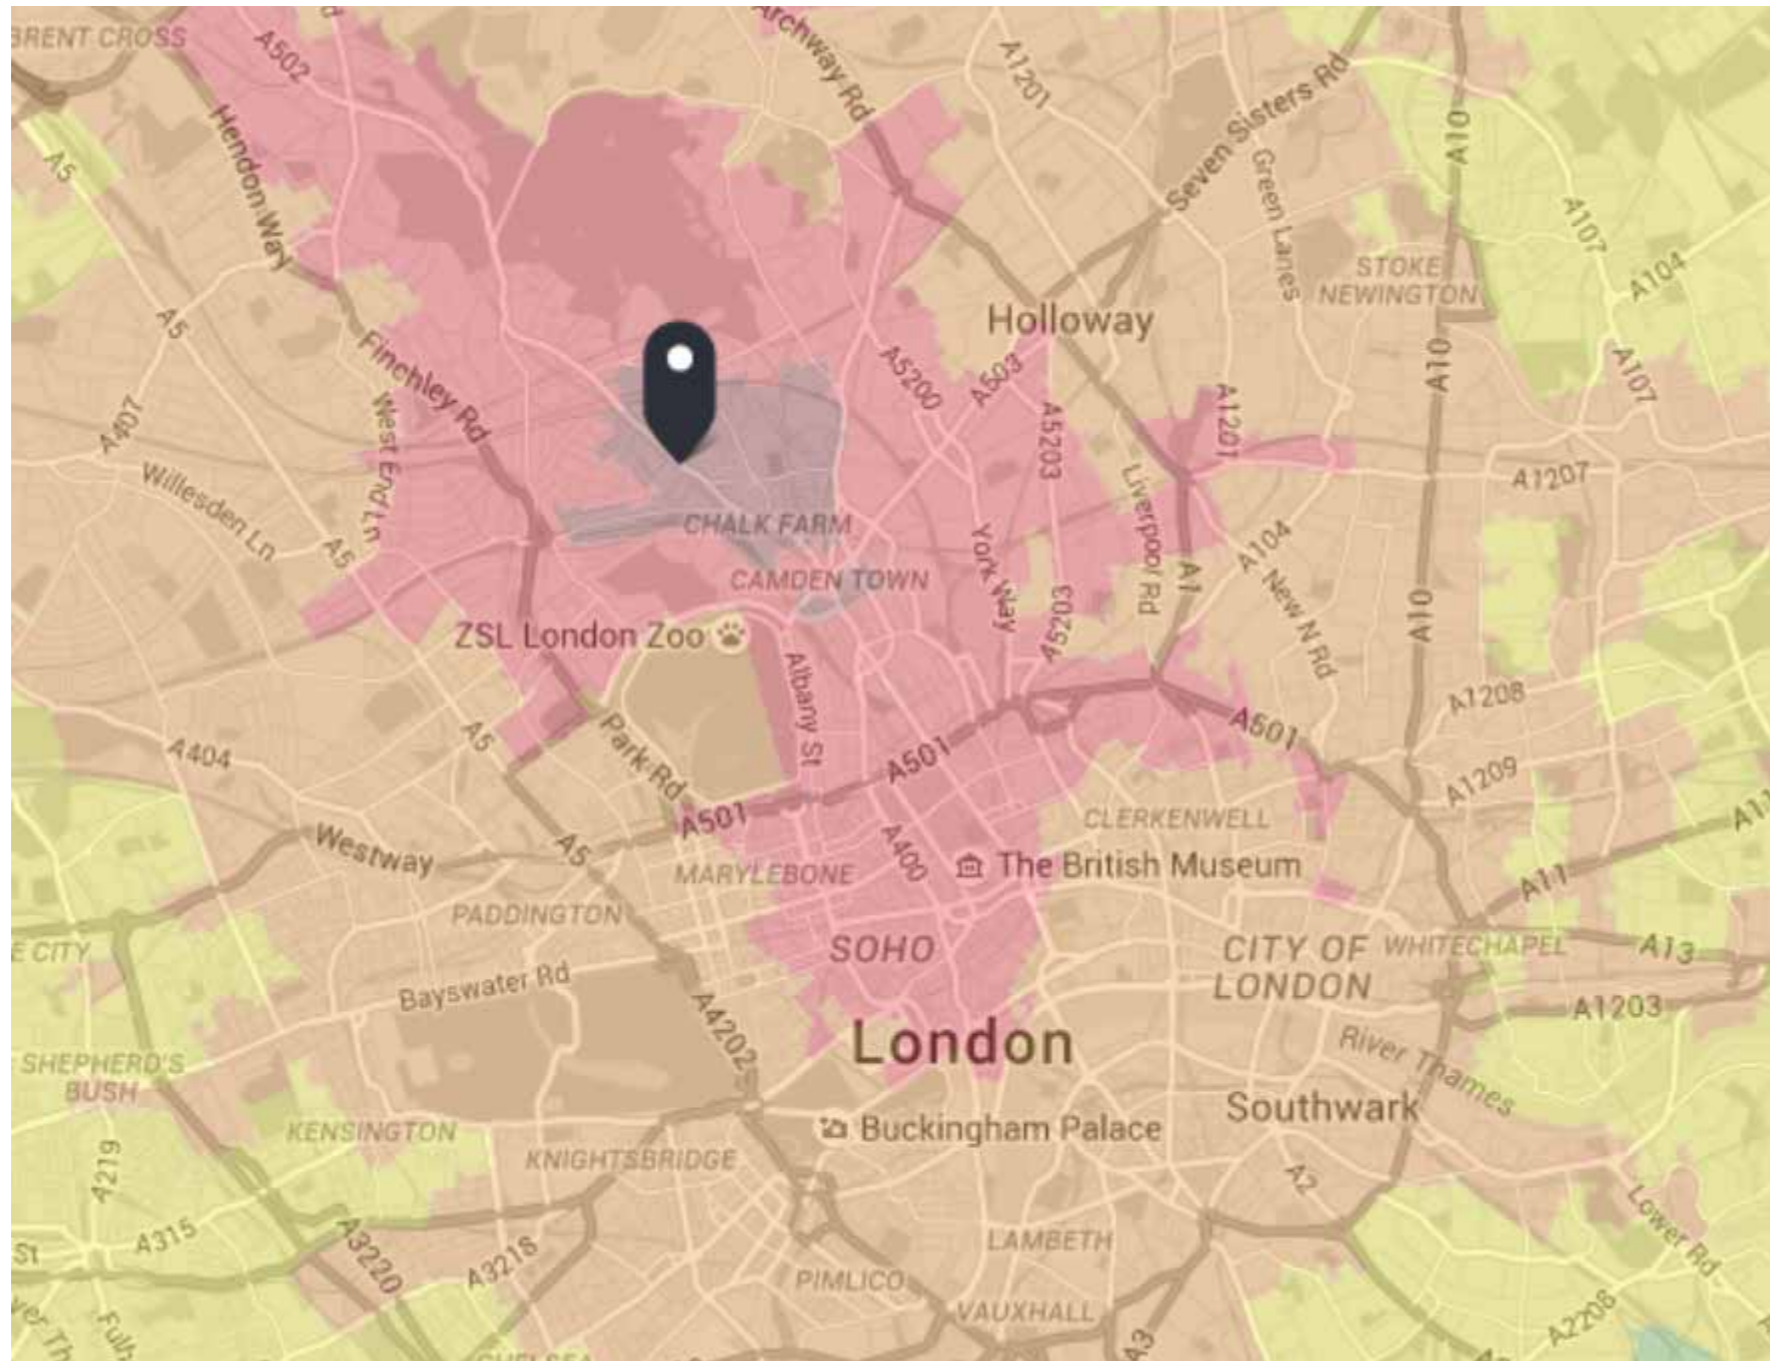 BRENT CROSS
A502
Archway Rd
A1201
Seven Sisters Rd
A10
A5
Hendon Way
Green Lanes
A107
A104
STOKE
NEWINGTON
Holloway
A5
Finchley Rd
A5200
A503
A10
A107
A407
West End Ln
A5203
A1201
Willesden Ln
Liverpool Rd
A1207
CHALK FARM
A5
CAMDEN TOWN
York Way
A104
A1
New N Rd
A10
ZSL London Zoo
A5203
Albany St
A404
A5
Park Rd
A501
A501
A1208
A1209
A501
A11
Westway
A5
MARYLEBONE
A400
CLERKENWELL
The British Museum
A11
PADDINGTON
E CITY
SOHO
CITY OF
LONDON
WHITECHAPEL
A13
Bayswater Rd
A4202
A1203
London
River Thames
SHEPHERD'S
BUSH
Southwark
KENSINGTON
Buckingham Palace
KNIGHTSBRIDGE
A219
A2
Lower Rd
A315
St
A3220
A3218
LAMBETH
PIMLICO
VAUXHALL
A3
A2208
CHELSEA